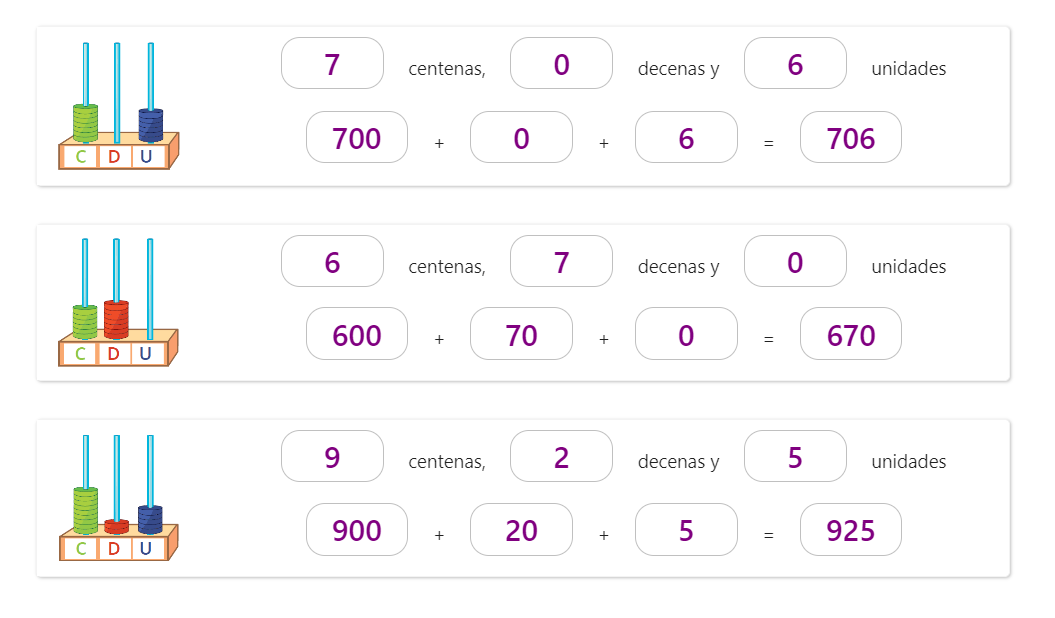 7 centenas, 0 decenas y 6 unidades
700 + 0 + 6 = 706
C D U
6 centenas, 7 decenas y 0 unidades
600 + 70 + 0 = 670
C D U
9 centenas, 2 decenas y 5 unidades
900 + 20 + 5 = 925
C D U